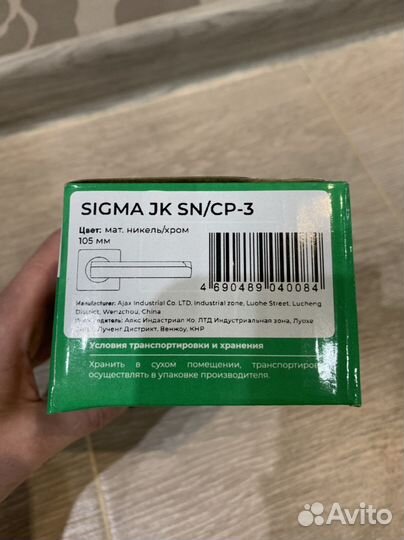 SIGMA JK SN/CP-3
Цвет: мат. никель/хром
105 мм
4 690489 040084
Manufacturer: Ajax Industrial Co. LTD, Industrial zone, Luohe Street, Lucheng
District, Wenzhou, China
Аякс Индастриал Ко. ЛТД Индустриальная зона, Луохе
Лученг Дистрикт, Венжоу, КНР
Условия транспортировки и хранения
Хранить в сухом помещении, транспортиров
осуществлять в упаковке производителя.
Avito